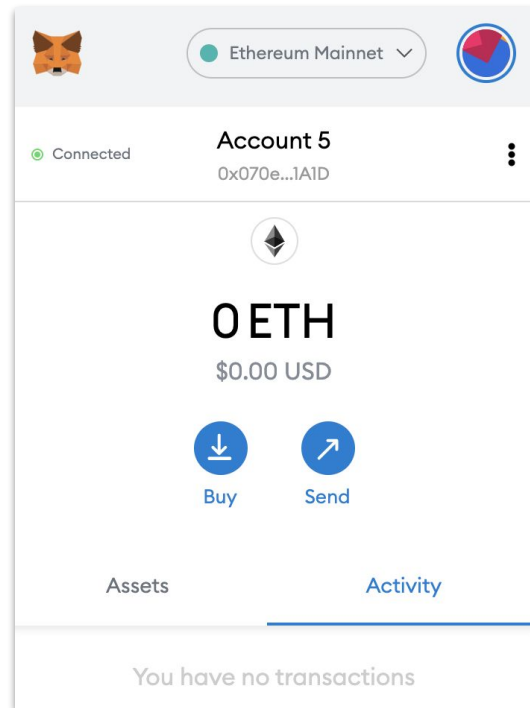 Ethereum Mainnet
Connected
Account 5
0x070e...1A1D
0 ETH
$0.00 USD
Buy
Send
Assets
Activity
You have no transactions